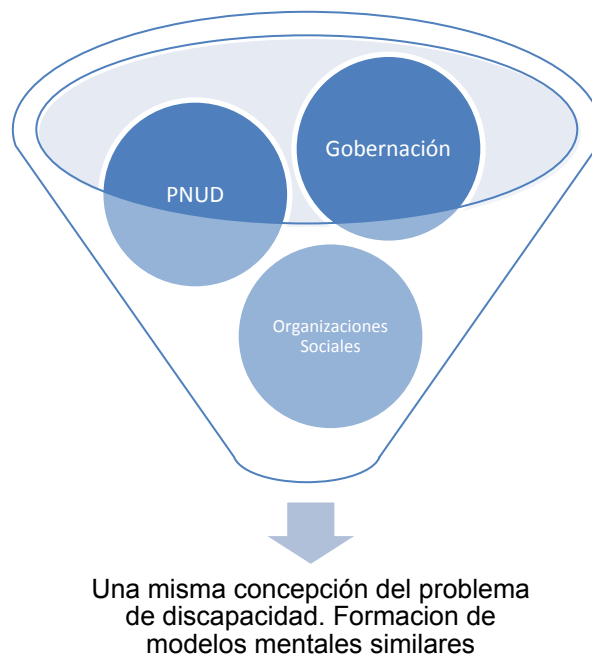 Gobernación
PNUD
Organizaciones
Sociales
Una misma concepción del problema
de discapacidad. Formacion de
modelos mentales similares